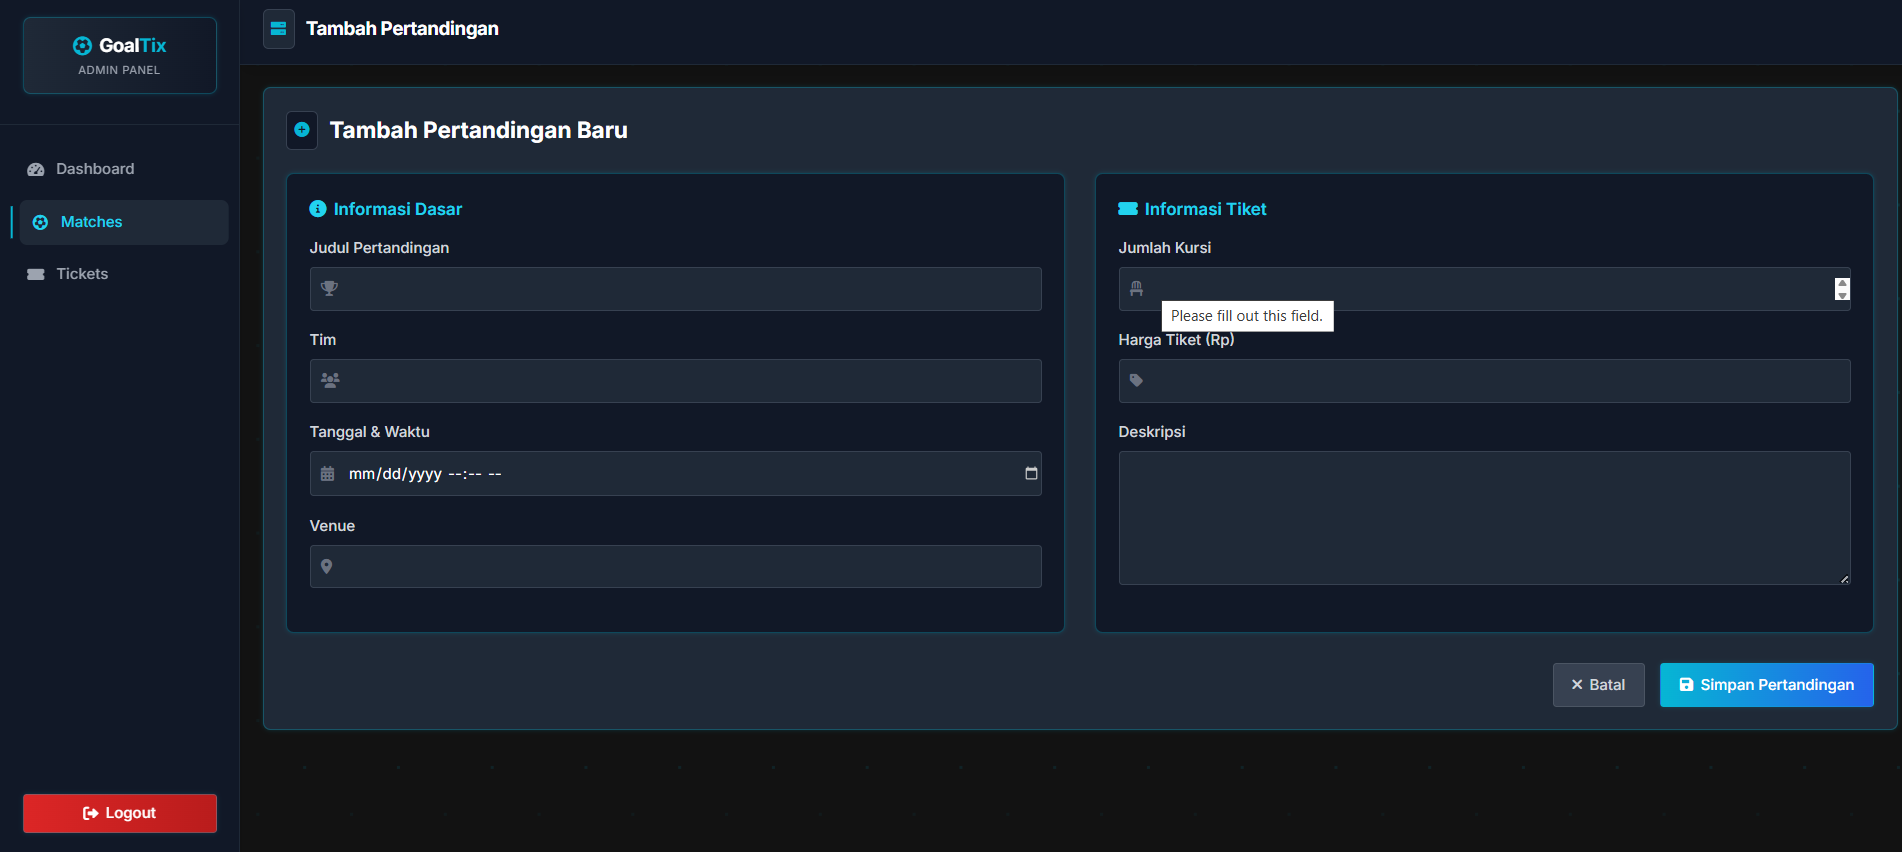 GoalTix
ADMIN PANEL
Dashboard
Matches
Tickets
Logout
Tambah Pertandingan
Tambah Pertandingan Baru
Informasi Dasar
Judul Pertandingan
Tim
Tanggal & Waktu
mm/dd/yyyy --:-- --
Venue
Informasi Tiket
Jumlah Kursi
Please fill out this field.
Harga Tiket (Rp)
Deskripsi
Batal
Simpan Pertandingan